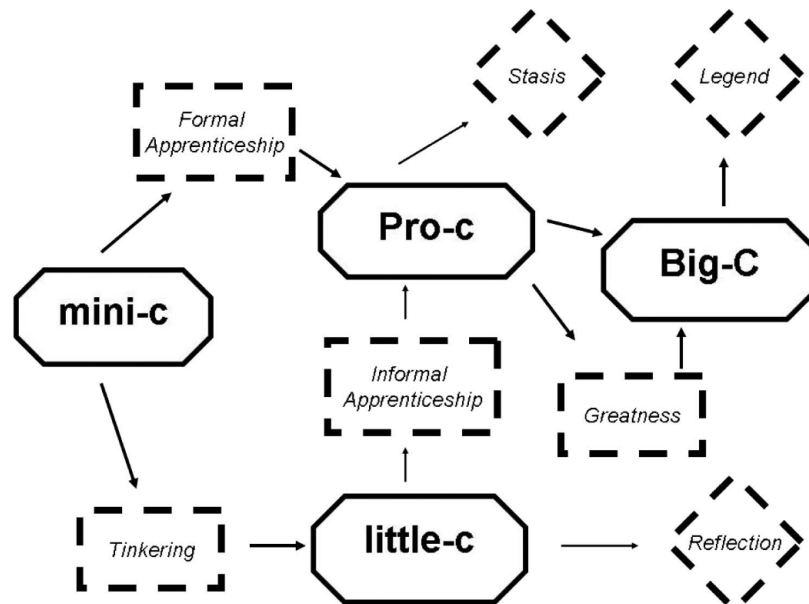 Stasis
Legend
Formal
Apprenticeship
Pro-c
Big-C
mini-c
Informal
Apprenticeship
Greatness
Tinkering
little-c
Reflection